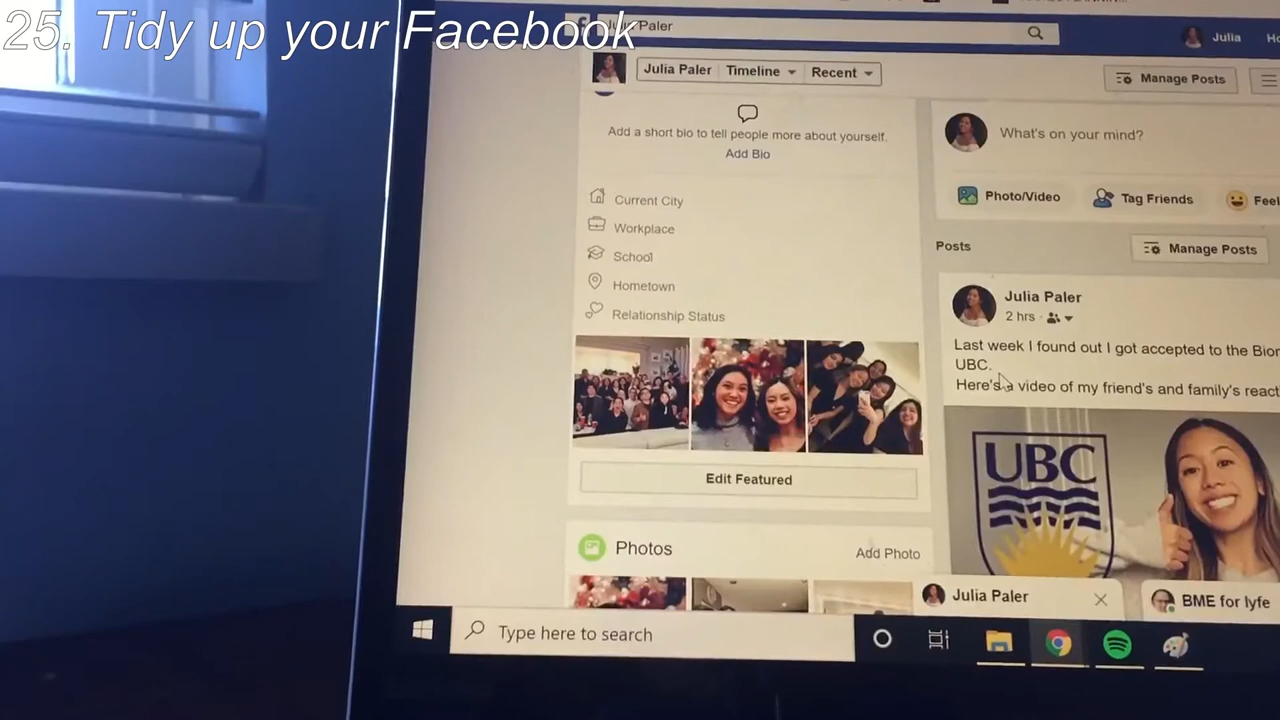 25. Tidy up your Facebook
Paler
Julia
Julia Paler
Timeline
Recent
Manage Posts
Add a short bio to tell people more about yourself.
Add Bio
What's on your mind?
Photo/Video
Tag Friends
Current City
Workplace
School
Hometown
Relationship Status
Posts
Manage Posts
Julia Paler
2 hrs
Last week I found out I got accepted to the
UBC.
Here's a video of my friend's and family's
UBC
Edit Featured
Photos
Add Photo
Julia Paler
BME for lyfe
Type here to search